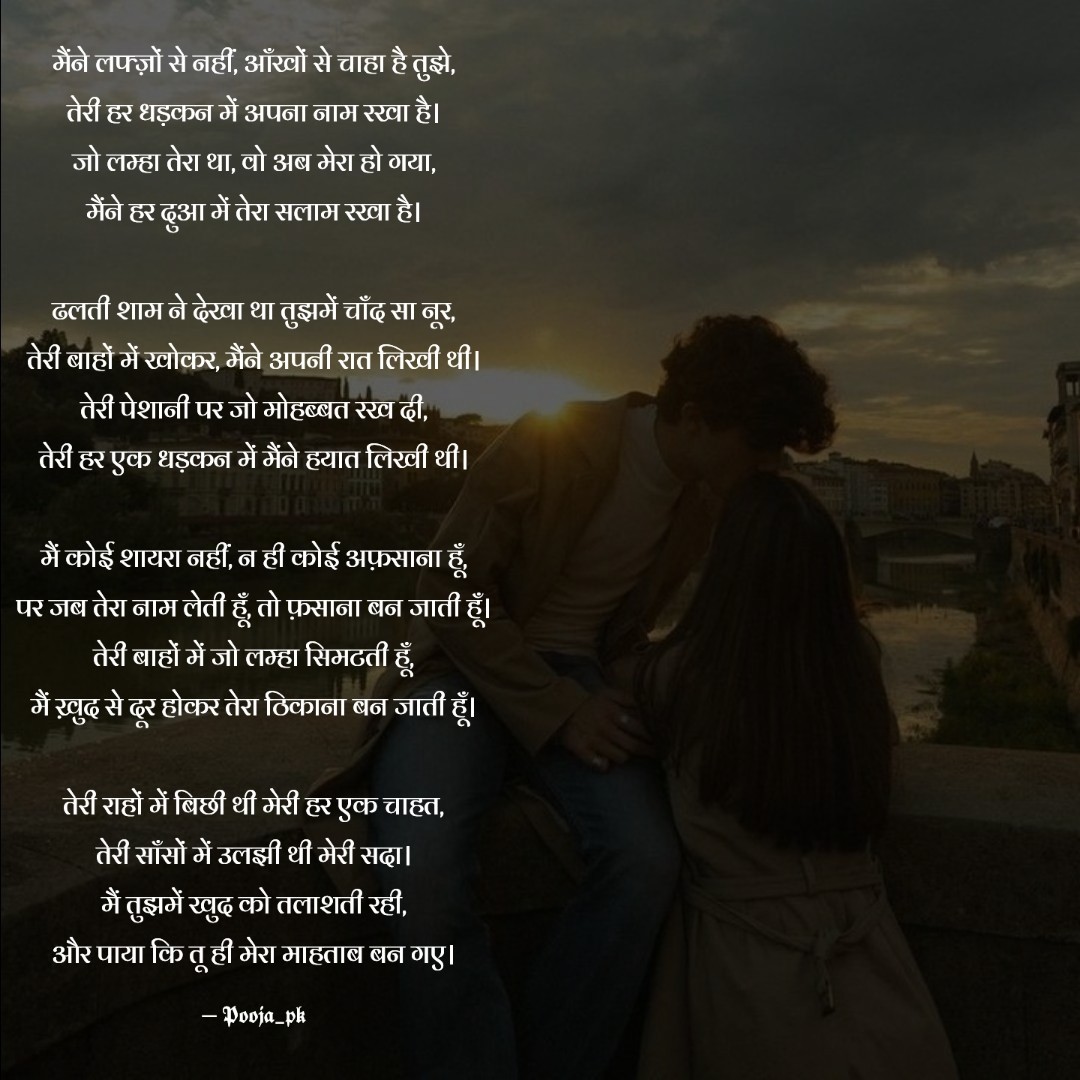 मैंने लफ्ज़ों से नहीं, आँखों से चाहा है तुझे,
तेरी हर धड़कन में अपना नाम रखा है।
जो लम्हा तेरा था, वो अब मेरा हो गया,
मैंने हर दुआ में तेरा सलाम रखा है।
ढलती शाम ने देखा था तुझमें चाँद सा नूर,
तेरी बाहों में खोकर, मैंने अपनी रात लिखी थी।
तेरी पेशानी पर जो मोहब्बत रख दी,
तेरी हर एक धड़कन में मैंने हयात लिखी थी।
मैं कोई शायरा नहीं, न ही कोई अफ़साना हूँ,
पर जब तेरा नाम लेती हूँ, तो फ़साना बन जाती हूँ।
तेरी बाहों में जो लम्हा सिमटती हूँ,
मैं ख़ुद से दूर होकर तेरा ठिकाना बन जाती हूँ।
तेरी राहों में बिछी थी मेरी हर एक चाहत,
तेरी साँसों में उलझी थी मेरी सदा।
मैं तुझमें खुद को तलाशती रही,
और पाया कि तू ही मेरा माहताब बन गए।
— Pooja_pk